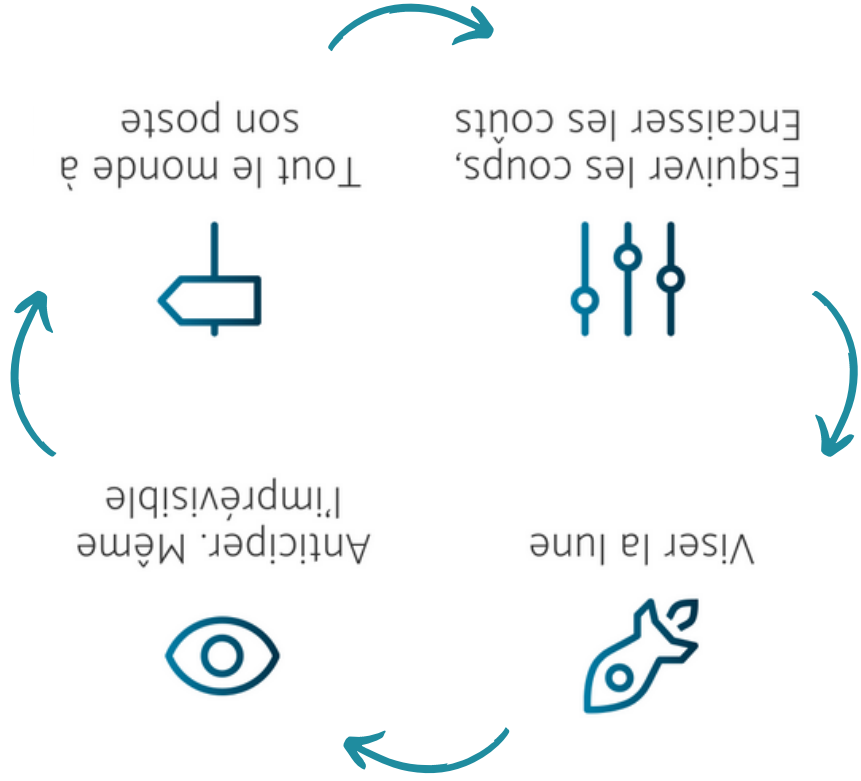 Viser la lune
Anticiper. Même
l'imprévisible
Esquiver les coups,
Encaisser les coûts
Tout le monde à
son poste